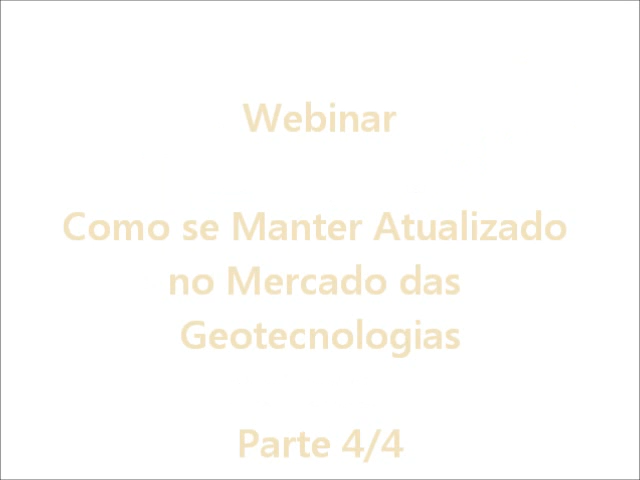 Webinar
Como se Manter Atualizado
no Mercado das
Geotecnologias
Parte 4/4